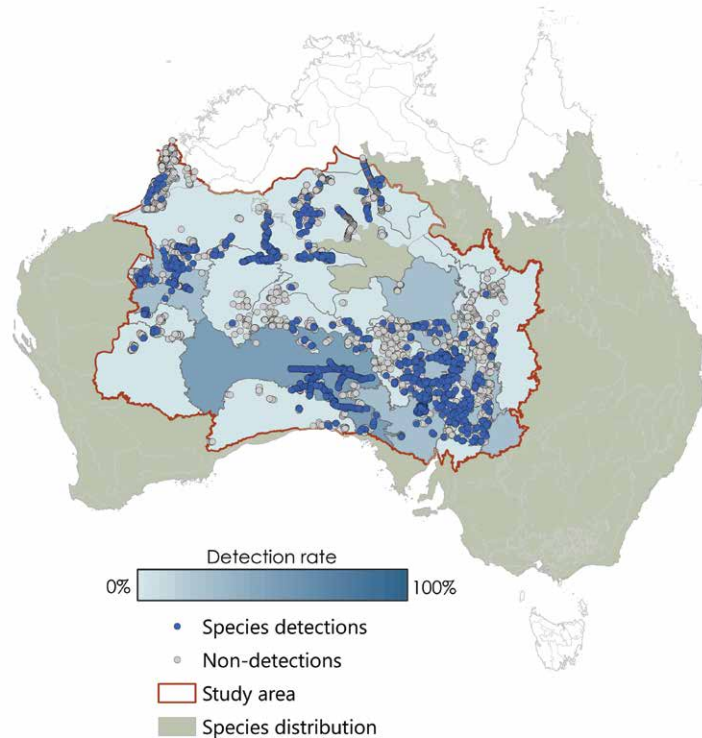 Detection rate
0% 100%
Species detections
Non-detections
Study area
Species distribution